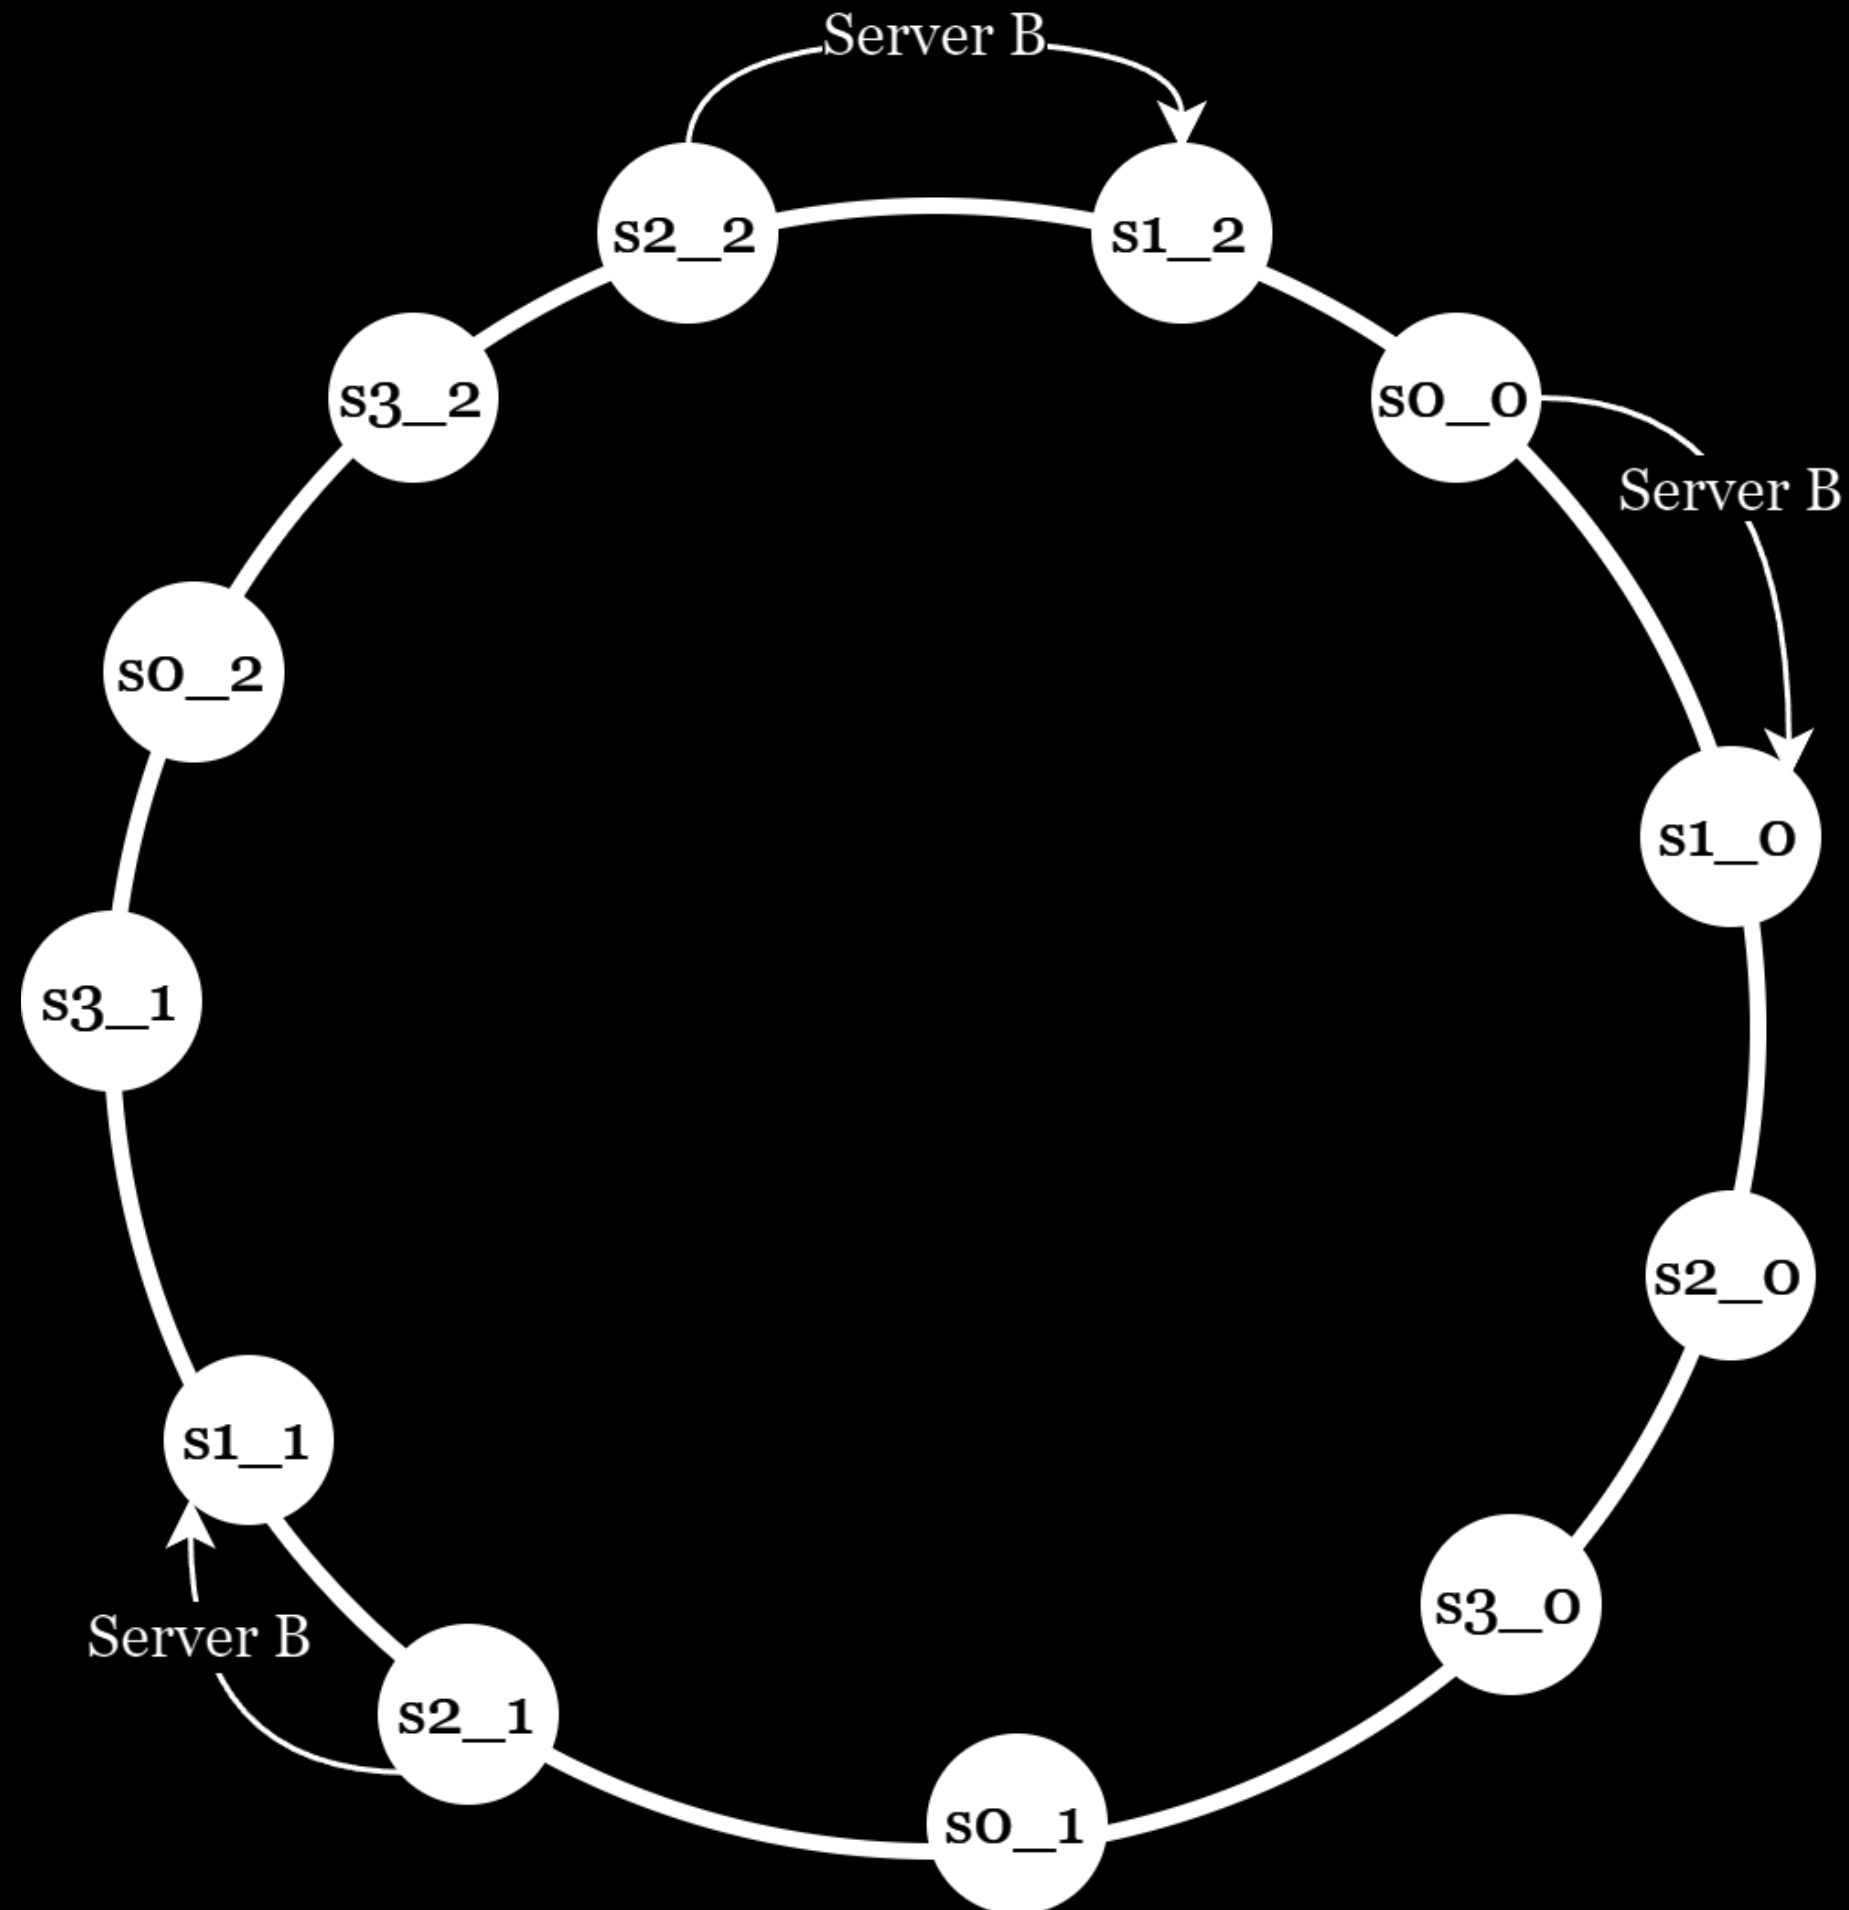 Server B
s2_2
s1_2
s3_2
s0_0
Server B
s0_2
s1_0
s3_1
s2_0
s1_1
s3_0
Server B
s2_1
s0_1